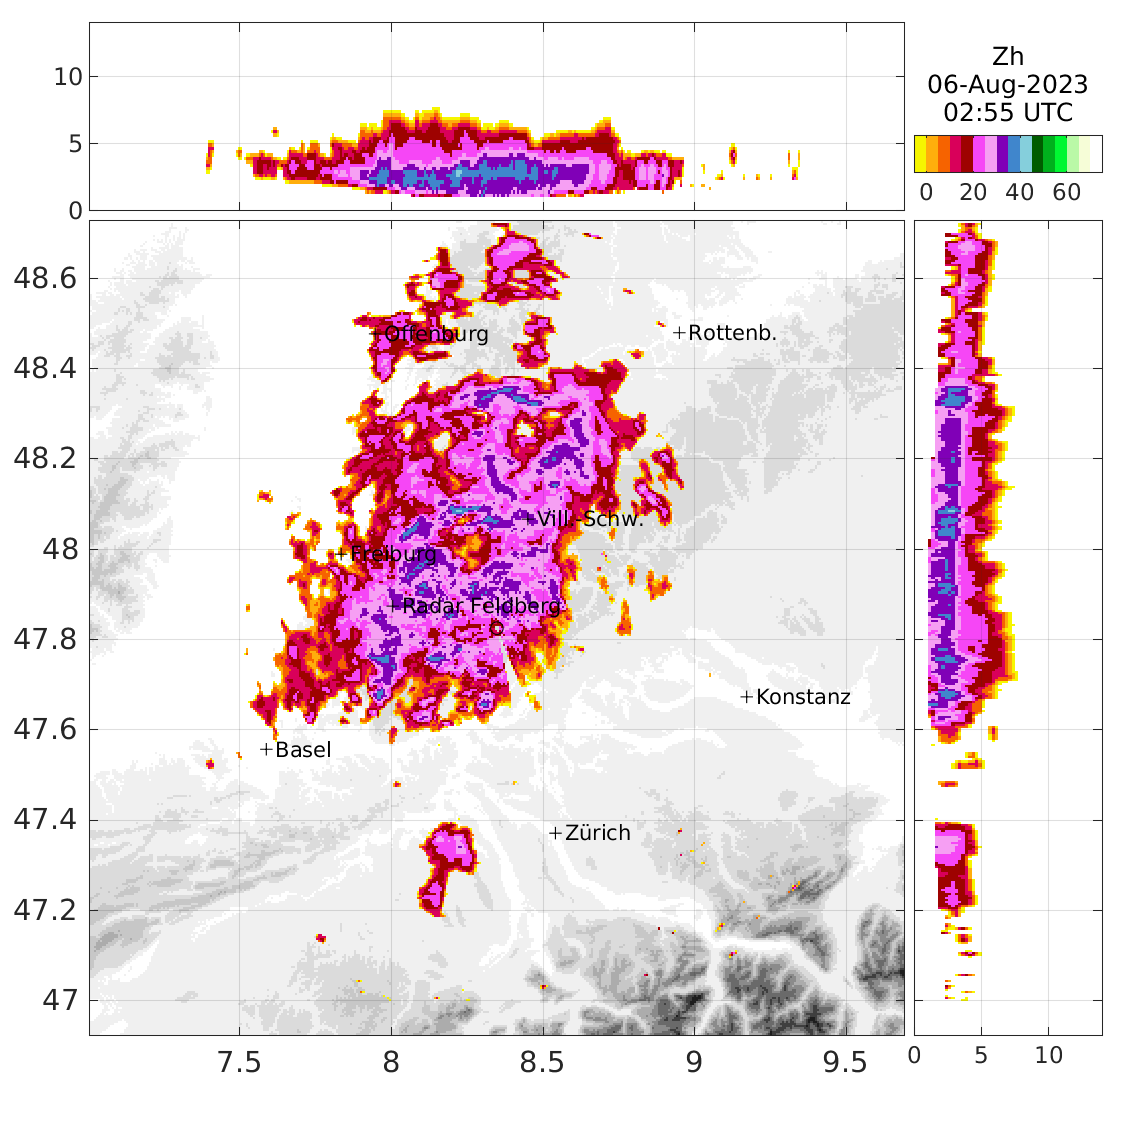 10
5
0
Zh
06-Aug-2023
02:55 UTC
0 20 40 60
48.6
48.4
48.2
48
47.8
47.6
47.4
47.2
47
Offenburg
+Rottenb.
+Vill.-Schw.
+Freiburg
+Radar Feldberg
+Konstanz
+Basel
+Zürich
7.5 8 8.5 9 9.5
0 5 10